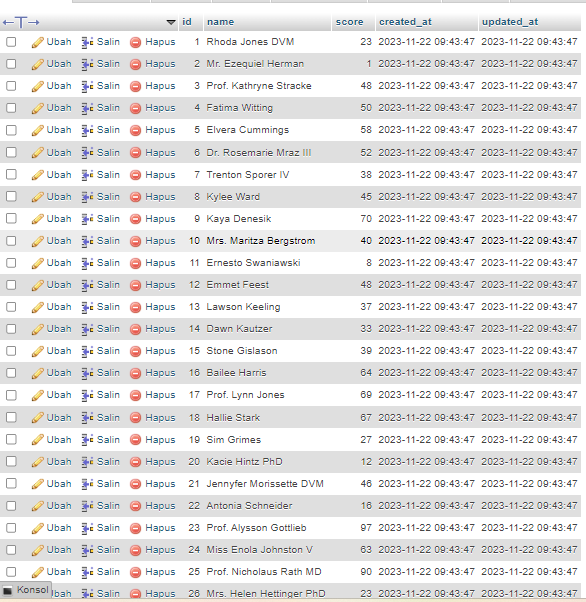 ←T→ id name score created_at updated_at
Ubah Salin Hapus 1 Rhoda Jones DVM 23 2023-11-22 09:43:47 2023-11-22 09:43:47
Ubah Salin Hapus 2 Mr. Ezequiel Herman 1 2023-11-22 09:43:47 2023-11-22 09:43:47
Ubah Salin Hapus 3 Prof. Kathryne Stracke 48 2023-11-22 09:43:47 2023-11-22 09:43:47
Ubah Salin Hapus 4 Fatima Witting 50 2023-11-22 09:43:47 2023-11-22 09:43:47
Ubah Salin Hapus 5 Elvera Cummings 58 2023-11-22 09:43:47 2023-11-22 09:43:47
Ubah Salin Hapus 6 Dr. Rosemarie Mraz III 52 2023-11-22 09:43:47 2023-11-22 09:43:47
Ubah Salin Hapus 7 Trenton Sporer IV 38 2023-11-22 09:43:47 2023-11-22 09:43:47
Ubah Salin Hapus 8 Kylee Ward 45 2023-11-22 09:43:47 2023-11-22 09:43:47
Ubah Salin Hapus 9 Kaya Denesik 70 2023-11-22 09:43:47 2023-11-22 09:43:47
Ubah Salin Hapus 10 Mrs. Maritza Bergstrom 40 2023-11-22 09:43:47 2023-11-22 09:43:47
Ubah Salin Hapus 11 Ernesto Swaniawski 8 2023-11-22 09:43:47 2023-11-22 09:43:47
Ubah Salin Hapus 12 Emmet Feest 48 2023-11-22 09:43:47 2023-11-22 09:43:47
Ubah Salin Hapus 13 Lawson Keeling 37 2023-11-22 09:43:47 2023-11-22 09:43:47
Ubah Salin Hapus 14 Dawn Kautzer 33 2023-11-22 09:43:47 2023-11-22 09:43:47
Ubah Salin Hapus 15 Stone Gislason 39 2023-11-22 09:43:47 2023-11-22 09:43:47
Ubah Salin Hapus 16 Bailee Harris 64 2023-11-22 09:43:47 2023-11-22 09:43:47
Ubah Salin Hapus 17 Prof. Lynn Jones 69 2023-11-22 09:43:47 2023-11-22 09:43:47
Ubah Salin Hapus 18 Hallie Stark 67 2023-11-22 09:43:47 2023-11-22 09:43:47
Ubah Salin Hapus 19 Sim Grimes 27 2023-11-22 09:43:47 2023-11-22 09:43:47
Ubah Salin Hapus 20 Kacie Hintz PhD 12 2023-11-22 09:43:47 2023-11-22 09:43:47
Ubah Salin Hapus 21 Jennyfer Morissette DVM 46 2023-11-22 09:43:47 2023-11-22 09:43:47
Ubah Salin Hapus 22 Antonia Schneider 16 2023-11-22 09:43:47 2023-11-22 09:43:47
Ubah Salin Hapus 23 Prof. Alysson Gottlieb 97 2023-11-22 09:43:47 2023-11-22 09:43:47
Ubah Salin Hapus 24 Miss Enola Johnston V 63 2023-11-22 09:43:47 2023-11-22 09:43:47
Ubah Salin Hapus 25 Prof. Nicholaus Rath MD 90 2023-11-22 09:43:47 2023-11-22 09:43:47
Konsol Salin Hapus 26 Mrs. Helen Hettinger PhD 23 2023-11-22 09:43:47 2023-11-22 09:43:47